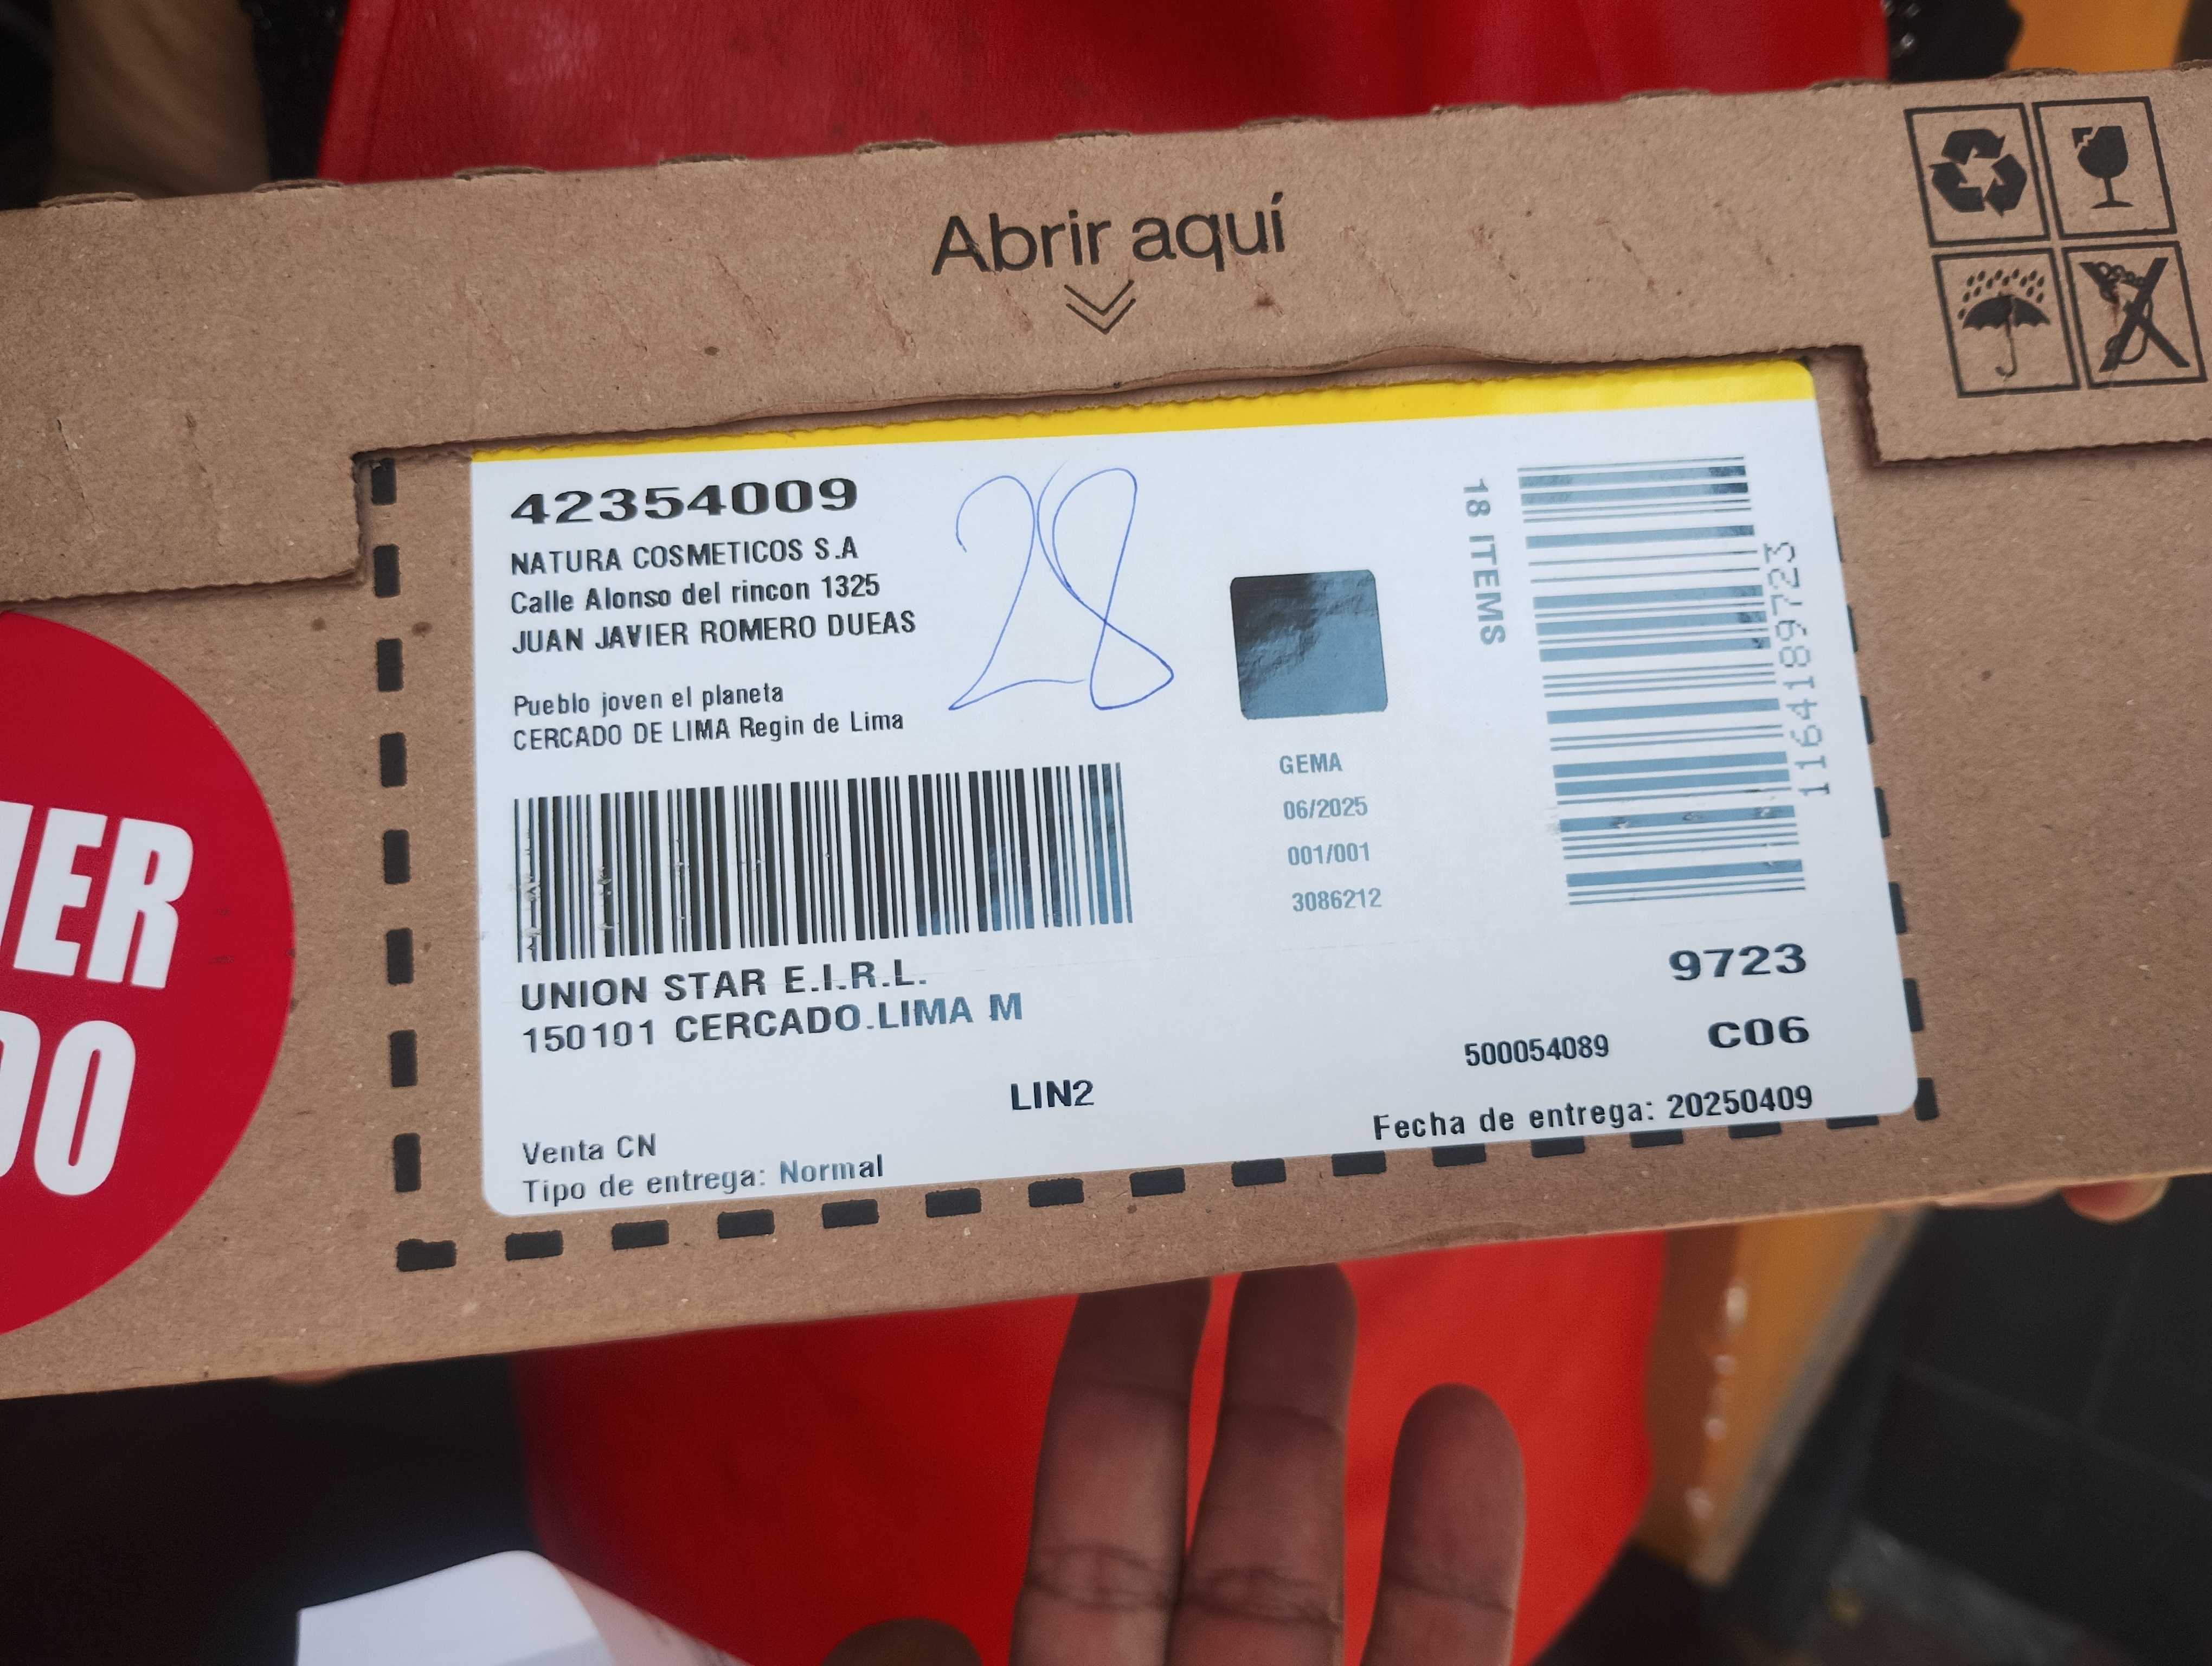 Abrir aquí
42354009
28
NATURA COSMETICOS S.A
Calle Alonso del rincon 1325
JUAN JAVIER ROMERO DUEAS
Pueblo joven el planeta
CERCADO DE LIMA Regin de Lima
18 ITEMS
1164189723
GEMA
06/2025
001/001
3086212
UNION STAR E.I.R.L.
150101 CERCADO.LIMA M
9723
C06
500054089
LIN2
Fecha de entrega: 20250409
Venta CN
Tipo de entrega: Normal